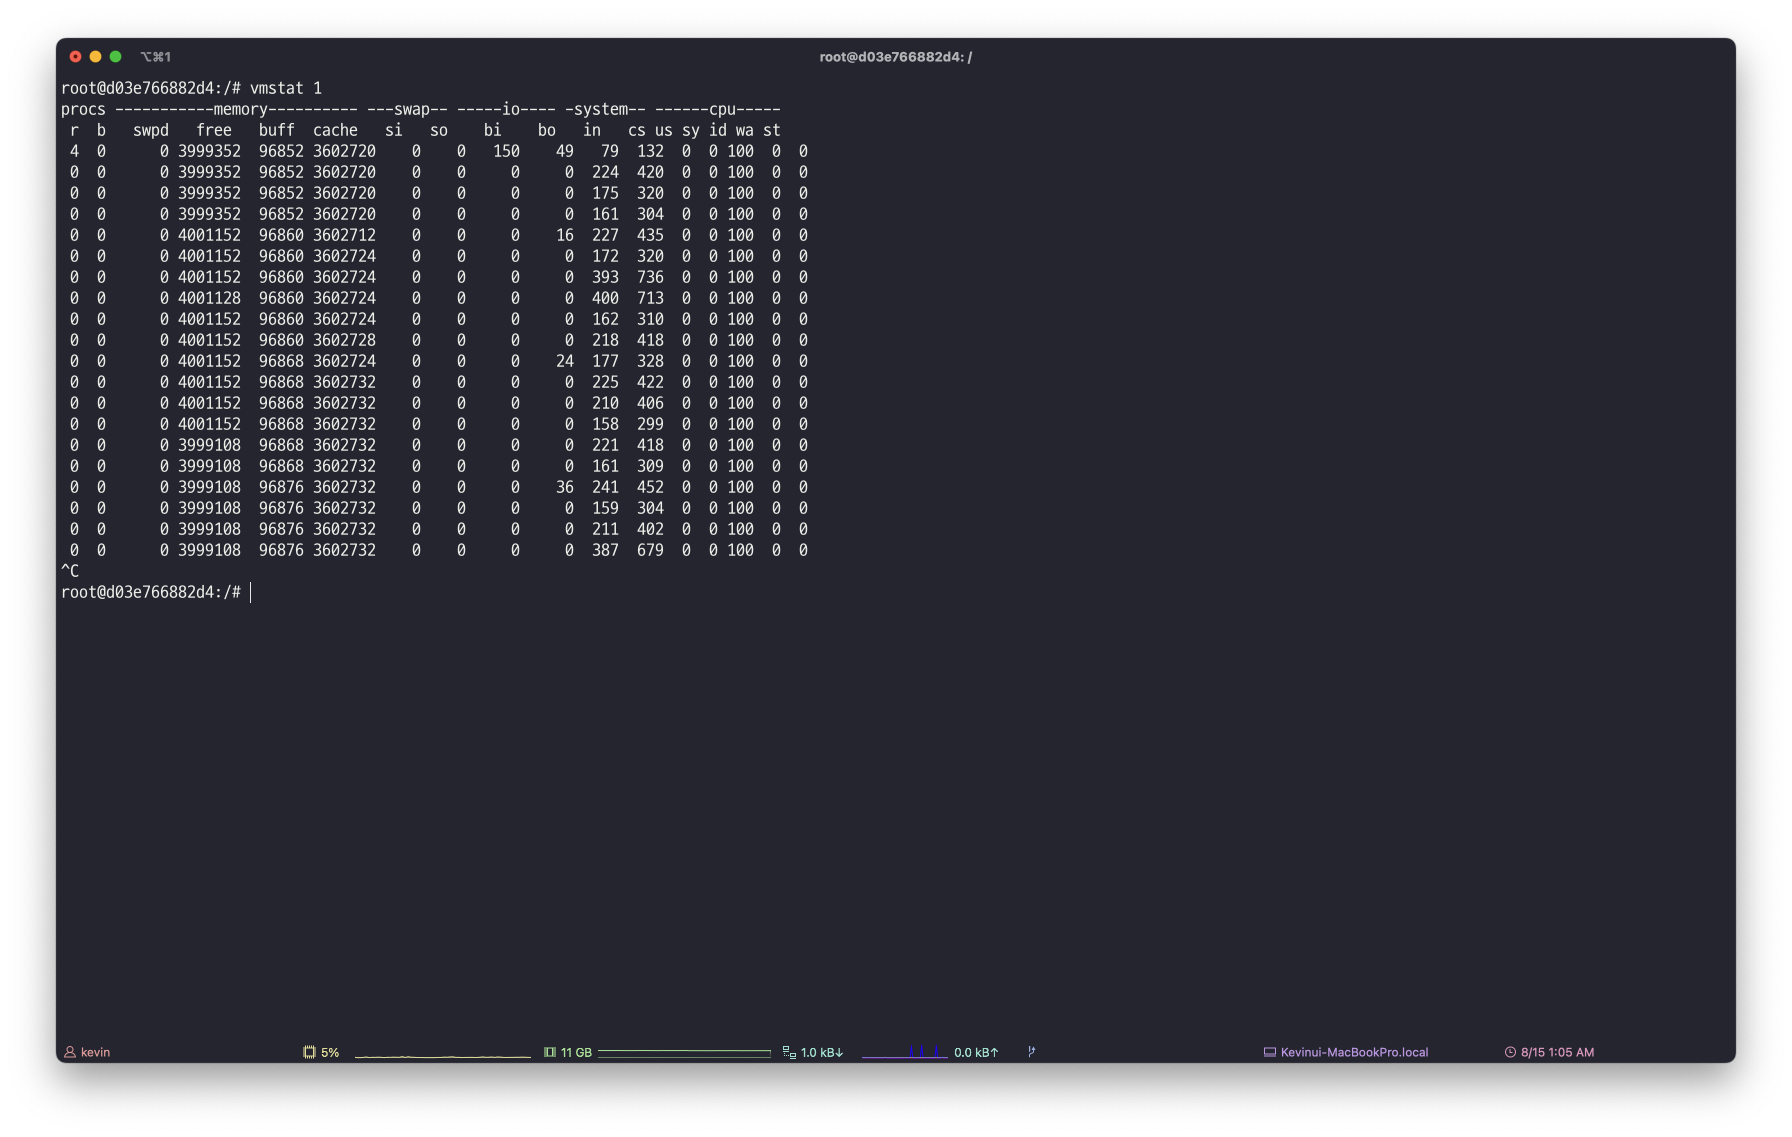 ⌥⌘1 root@d03e766882d4: /
root@d03e766882d4:/# vmstat 1
procs -----------memory---------- ---swap-- -----io---- -system-- ------cpu-----
 r  b   swpd   free   buff  cache   si   so    bi    bo   in   cs us sy id wa st
 4  0      0 3999352  96852 3602720    0    0   150    49   79  132  0  0 100  0  0
 0  0      0 3999352  96852 3602720    0    0     0     0  224  420  0  0 100  0  0
 0  0      0 3999352  96852 3602720    0    0     0     0  175  320  0  0 100  0  0
 0  0      0 3999352  96852 3602720    0    0     0     0  161  304  0  0 100  0  0
 0  0      0 4001152  96860 3602712    0    0     0    16  227  435  0  0 100  0  0
 0  0      0 4001152  96860 3602724    0    0     0     0  172  320  0  0 100  0  0
 0  0      0 4001152  96860 3602724    0    0     0     0  393  736  0  0 100  0  0
 0  0      0 4001128  96860 3602724    0    0     0     0  400  713  0  0 100  0  0
 0  0      0 4001152  96860 3602724    0    0     0     0  162  310  0  0 100  0  0
 0  0      0 4001152  96860 3602728    0    0     0     0  218  418  0  0 100  0  0
 0  0      0 4001152  96868 3602724    0    0     0    24  177  328  0  0 100  0  0
 0  0      0 4001152  96868 3602732    0    0     0     0  225  422  0  0 100  0  0
 0  0      0 4001152  96868 3602732    0    0     0     0  210  406  0  0 100  0  0
 0  0      0 4001152  96868 3602732    0    0     0     0  158  299  0  0 100  0  0
 0  0      0 3999108  96868 3602732    0    0     0     0  221  418  0  0 100  0  0
 0  0      0 3999108  96868 3602732    0    0     0     0  161  309  0  0 100  0  0
 0  0      0 3999108  96876 3602732    0    0     0    36  241  452  0  0 100  0  0
 0  0      0 3999108  96876 3602732    0    0     0     0  159  304  0  0 100  0  0
 0  0      0 3999108  96876 3602732    0    0     0     0  211  402  0  0 100  0  0
 0  0      0 3999108  96876 3602732    0    0     0     0  387  679  0  0 100  0  0
^C
root@d03e766882d4:/#
kevin 5% 11 GB 1.0 kB↓ 0.0 kB↑ Kevinui-MacBookPro.local 8/15 1:05 AM